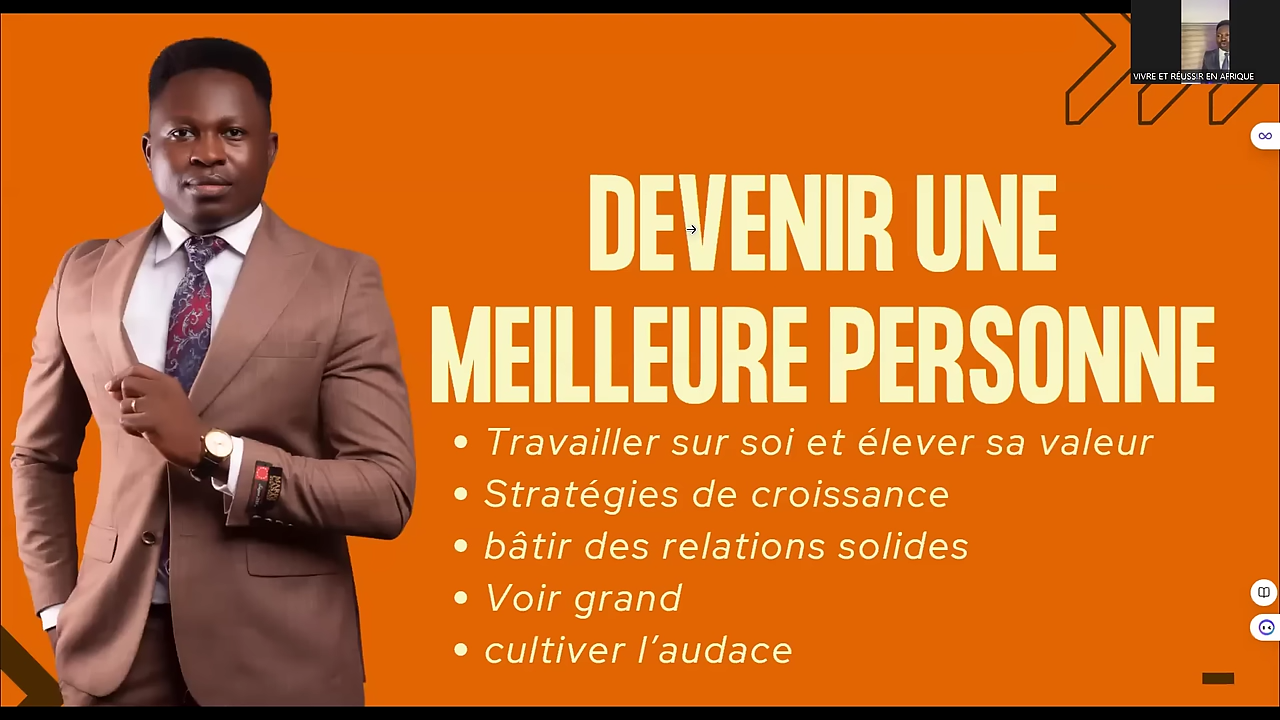 VIVRE ET RÉUSSIR EN AFRIQUE
DEVENIR UNE
MEILLEURE PERSONNE
• Travailler sur soi et élever sa valeur
• Stratégies de croissance
• bâtir des relations solides
• Voir grand
• cultiver l’audace